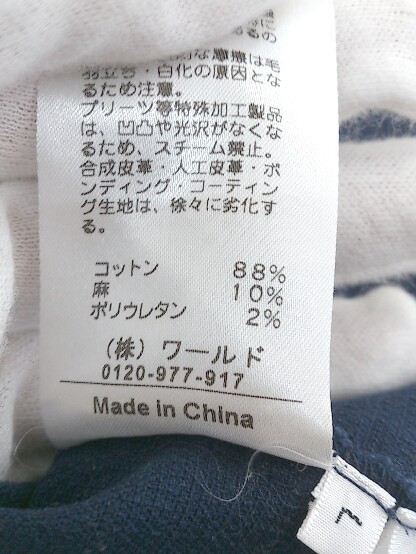 は毛
羽立ち・白化の原因とな
るため注意。
プリーツ等特殊加工製品
は、凹凸や光沢がなくな
るため、スチーム禁止。
合成皮革・人工皮革・ボ
ンディング・コーティン
グ生地は、徐々に劣化す
る。
コットン 88%
麻 10%
ポリウレタン 2%
(株) ワールド
0120-977-917
Made in China